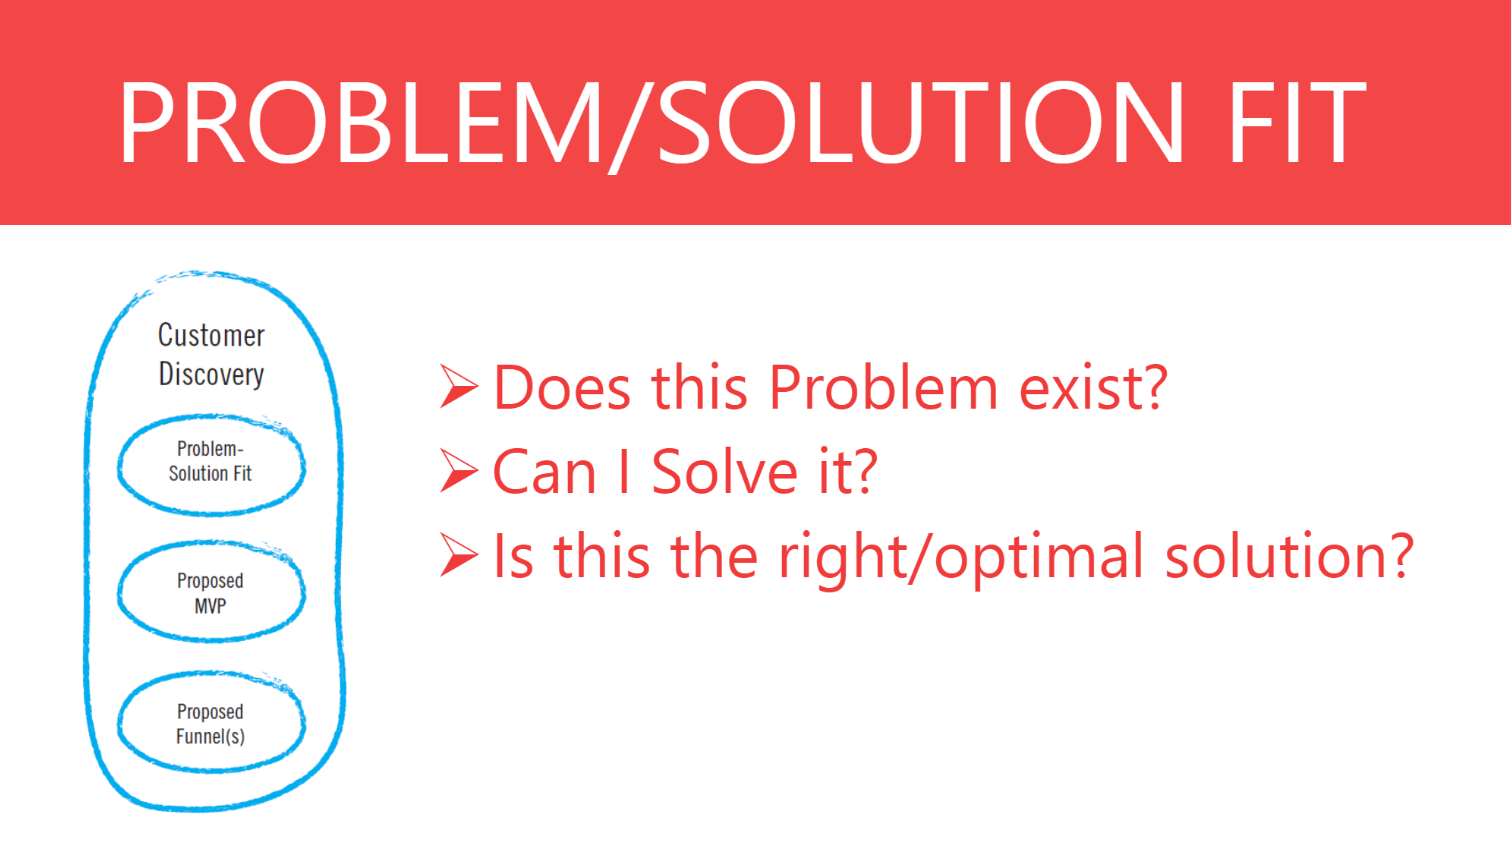 PROBLEM/SOLUTION FIT
Customer
Discovery
Problem-
Solution Fit
Proposed
MVP
Proposed
Funnel(s)
Does this Problem exist?
Can I Solve it?
Is this the right/optimal solution?